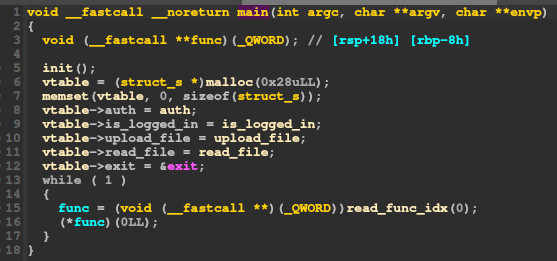 1 void __fastcall __noreturn main(int argc, char **argv, char **envp)
2 {
3   void (__fastcall **func)(_QWORD); // [rsp+18h] [rbp-8h]
4
5   init();
6   vtable = (struct_s *)malloc(0x28uLL);
7   memset(vtable, 0, sizeof(struct_s));
8   vtable->auth = auth;
9   vtable->is_logged_in = is_logged_in;
10   vtable->upload_file = upload_file;
11   vtable->read_file = read_file;
12   vtable->exit = &exit;
13   while ( 1 )
14   {
15     func = (void (__fastcall **)(_QWORD))read_func_idx(0);
16     (*func)(0LL);
17   }
18 }